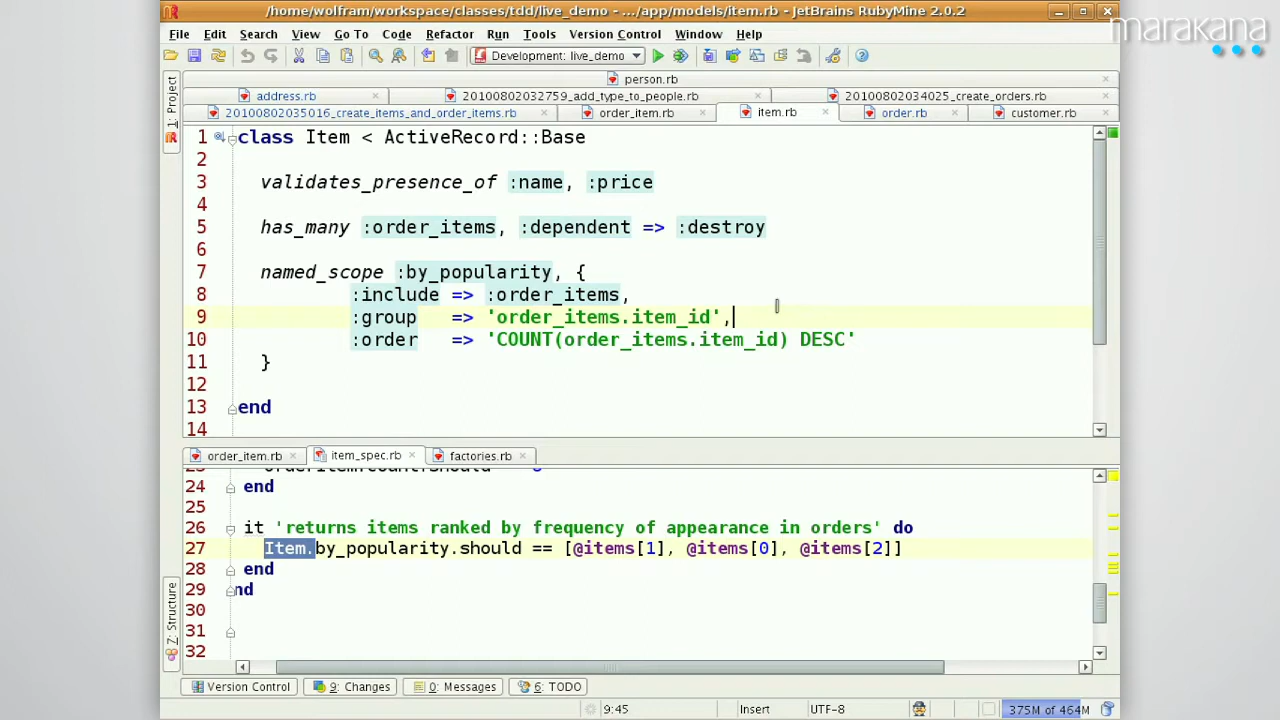 /home/wolfram/workspace/classes/tdd/live_demo - .../app/models/item.rb - JetBrains RubyMine 2.0.2
marakana
File Edit Search View Go To Code Refactor Run Tools Version Control Window Help
Development: live_demo
1: Project
person.rb
address.rb 20100802032759_add_type_to_people.rb 20100802034025_create_orders.rb
20100802035016_create_items_and_order_items.rb order_item.rb item.rb order.rb customer.rb
1 class Item < ActiveRecord::Base
2
3 validates_presence_of :name, :price
4
5 has_many :order_items, :dependent => :destroy
6
7 named_scope :by_popularity, {
8 :include => :order_items,
9 :group => 'order_items.item_id',
10 :order => 'COUNT(order_items.item_id) DESC'
11 }
12
13 end
14
order_item.rb item_spec.rb factories.rb
24 end
25
26 it 'returns items ranked by frequency of appearance in orders' do
27 Item.by_popularity.should == [@items[1], @items[0], @items[2]]
28 end
29 nd
30
31
32
Z: Structure
Version Control 9: Changes 0: Messages 6: TODO
9:45 Insert UTF-8 375M of 464M